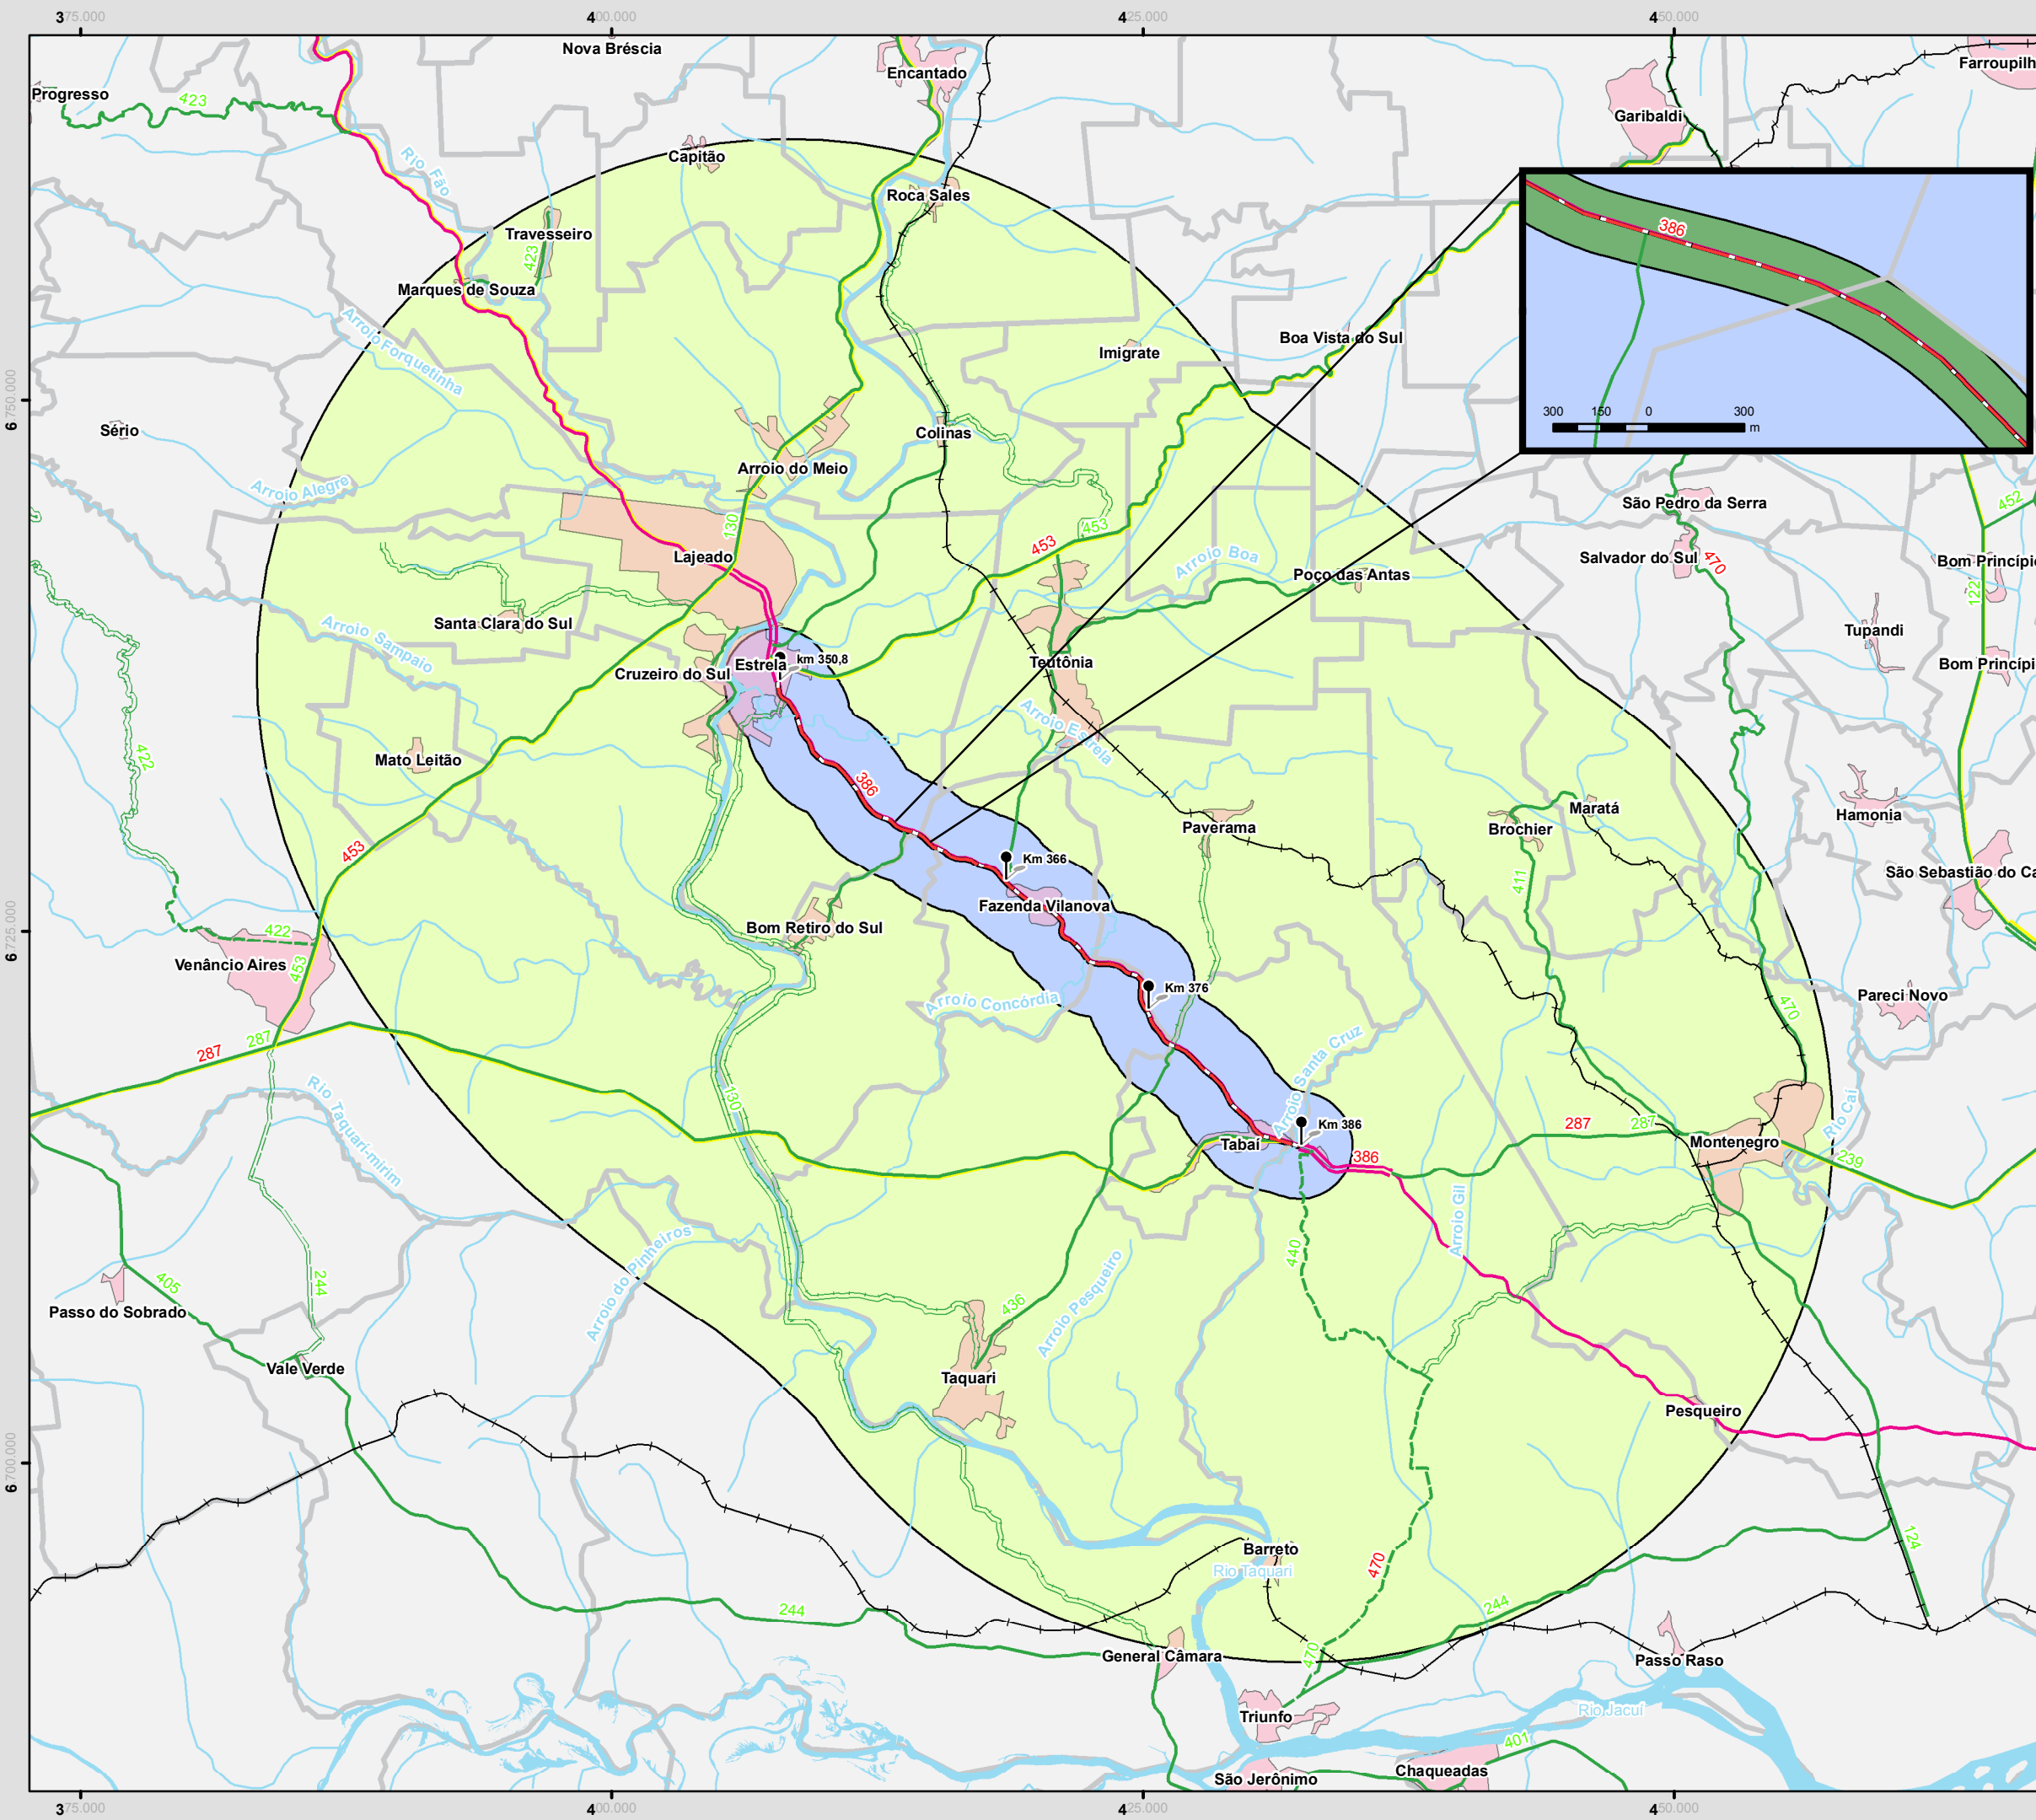 375.000 400.000 425.000 450.000
Nova Bréscia
Encantado
Farroupilh
Progresso
423
Garibaldi
Rio Fão
Capitão
Roca Sales
Travesseiro
423
386
Marques de Souza
Arroio Forquetinha
Boa Vista do Sul
Imigrate
6 750.000
300 150 0 300 m
Sério
Colinas
Arroio do Meio
Arroio Alegre
São Pedro da Serra
452
130
453
453
Lajeado
Arroio Boa
Salvador do Sul
470
Bom Princípio
Poço das Antas
122
Santa Clara do Sul
Arroio Sampaio
Tupandi
Estrela
km 350,8
Teutônia
Bom Princípi
Cruzeiro do Sul
Arroio Estrela
422
Mato Leitão
386
Maratá
Hamonia
Paverama
Brochier
453
Km 366
São Sebastião do Ca
411
Fazenda Vilanova
6 725.000
Bom Retiro do Sul
422
Venâncio Aires
453
Km 376
Pareci Novo
Arroio Concórdia
470
287
287
Arroio Santa Cruz
Rio Taquari-mirim
130
Rio Caí
Km 386
287
287
Tabaí
386
Montenegro
239
Arroio Gil
440
Arroio do Pinheiros
405
244
Arroio Pesqueiro
436
Passo do Sobrado
Vale Verde
Taquari
Pesqueiro
6 700.000
124
Barreto
Rio Taquari
470
244
244
470
General Câmara
Passo Raso
Triunfo
Rio Jacuí
401
São Jerônimo
Chaqueadas
375.000 400.000 425.000 450.000